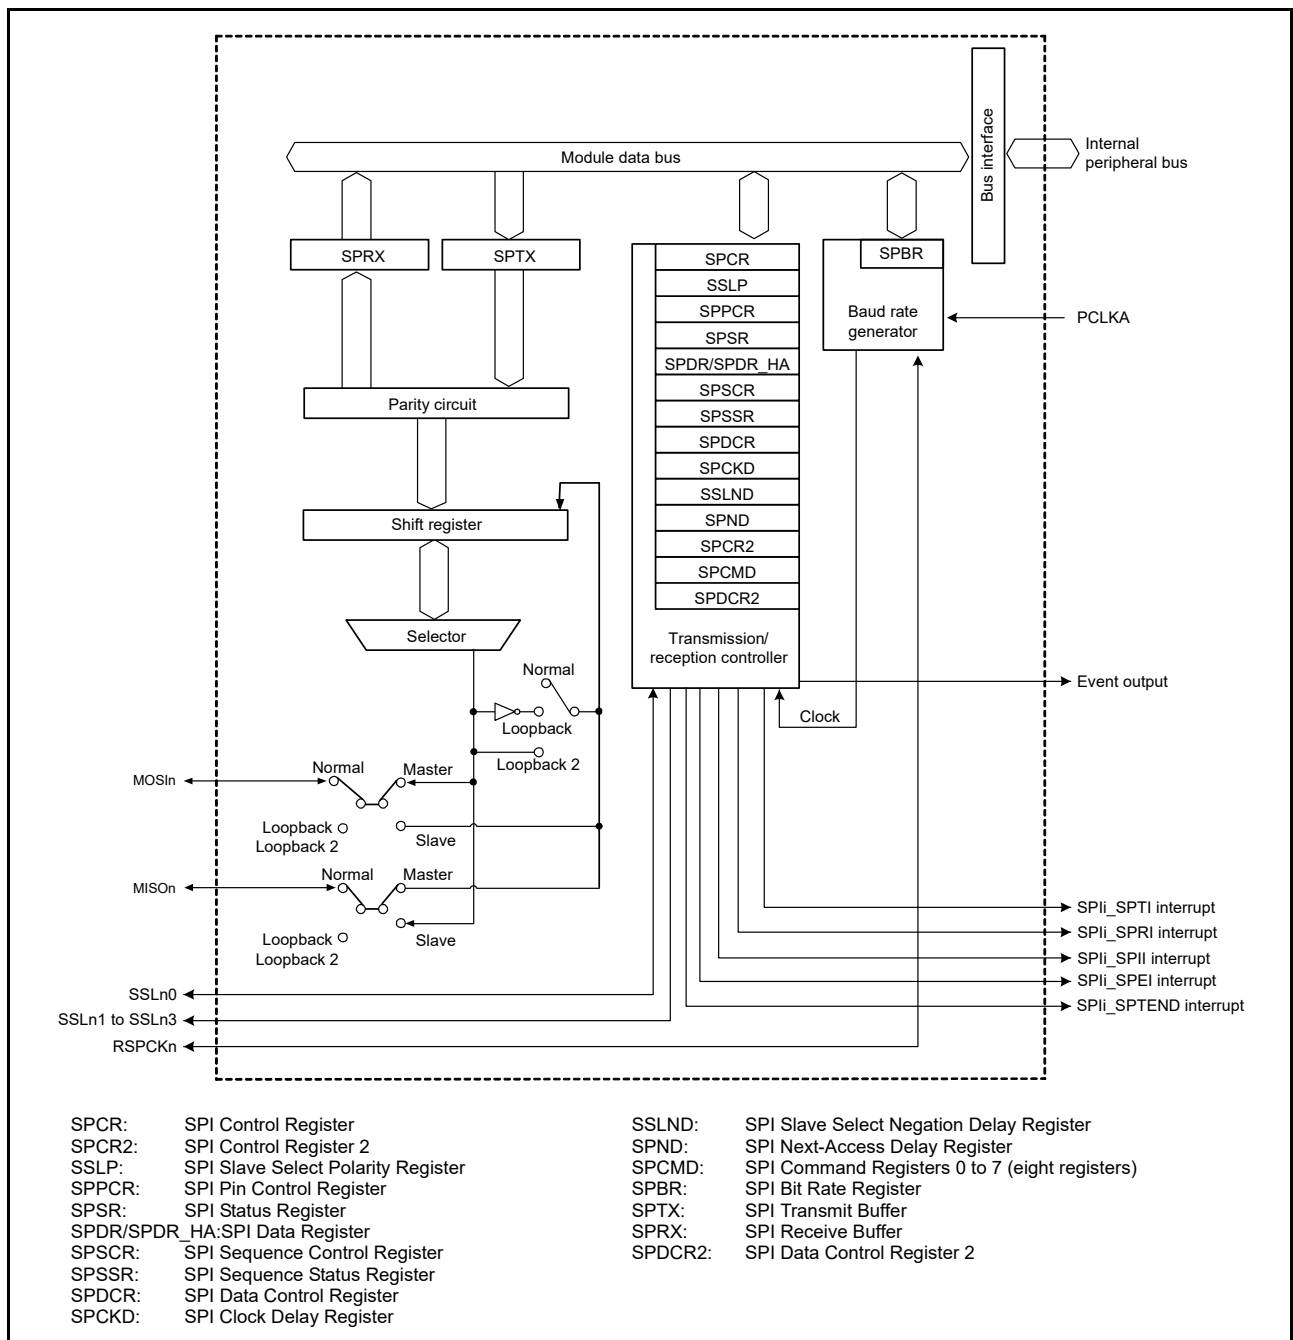 Bus interface
Internal
peripheral bus
Module data bus
SPRX
SPTX
SPCR
SSLP
SPPCR
SPSR
SPDR/SPDR_HA
SPSCR
SPSSR
SPDCR
SPCKD
SSLND
SPND
SPCR2
SPCMD
SPDCR2
Transmission/
reception controller
SPBR
Baud rate
generator
PCLKA
Parity circuit
Shift register
Selector
Normal
Loopback
Loopback 2
Clock
Event output
MOSIn
Normal
Master
Loopback
Loopback 2
Slave
MISOn
Normal
Master
Loopback
Loopback 2
Slave
SPIi_SPTI interrupt
SPIi_SPRI interrupt
SPIi_SPII interrupt
SPIi_SPEI interrupt
SPIi_SPTEND interrupt
SSLn0
SSLn1 to SSLn3
RSPCKn
SPCR: SPI Control Register
SPCR2: SPI Control Register 2
SSLP: SPI Slave Select Polarity Register
SPPCR: SPI Pin Control Register
SPSR: SPI Status Register
SPDR/SPDR_HA:SPI Data Register
SPSCR: SPI Sequence Control Register
SPSSR: SPI Sequence Status Register
SPDCR: SPI Data Control Register
SPCKD: SPI Clock Delay Register
SSLND: SPI Slave Select Negation Delay Register
SPND: SPI Next-Access Delay Register
SPCMD: SPI Command Registers 0 to 7 (eight registers)
SPBR: SPI Bit Rate Register
SPTX: SPI Transmit Buffer
SPRX: SPI Receive Buffer
SPDCR2: SPI Data Control Register 2